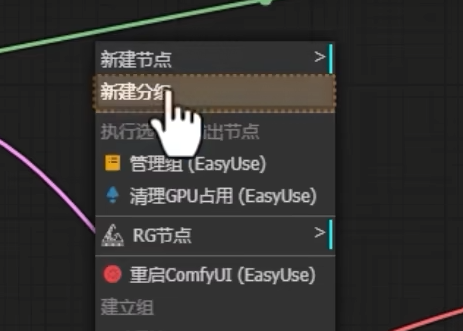 新建节点 >
新建分组
执行选 出节点
管理组 (EasyUse)
清理GPU占用 (EasyUse)
RG节点 >
重启ComfyUI (EasyUse)
建立组